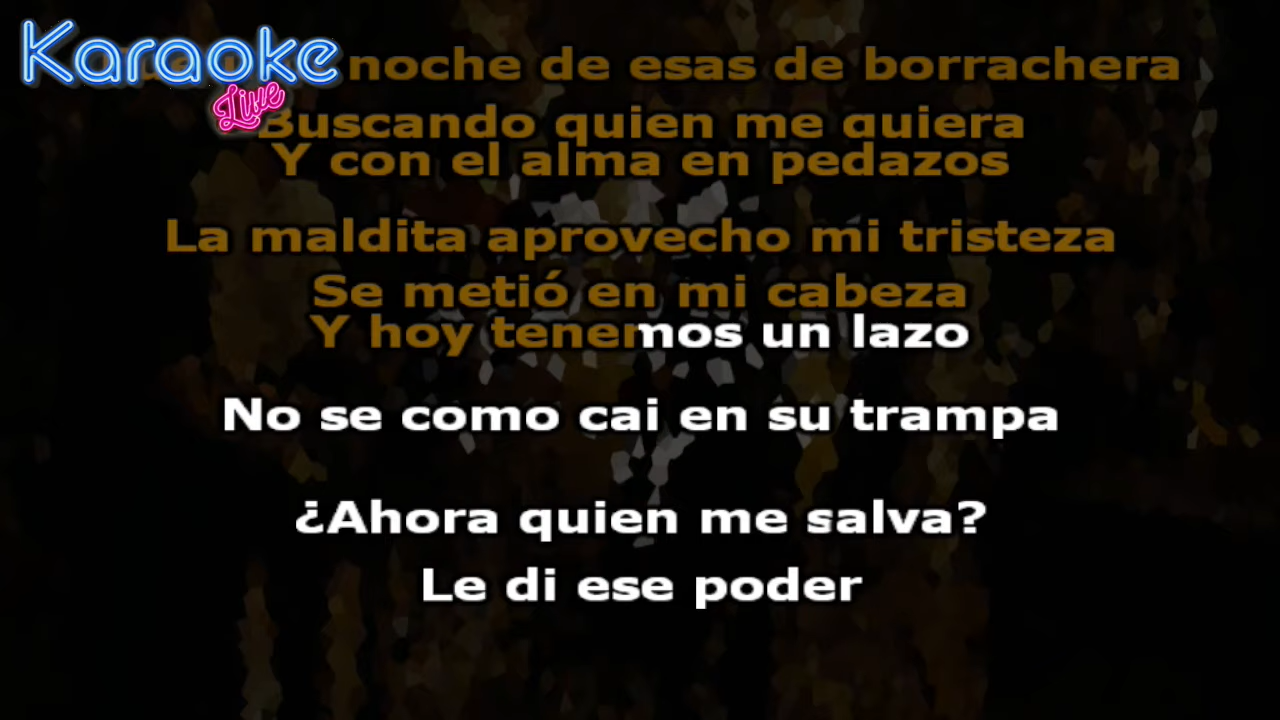 Karaoke
Live
noche de esas de borrachera
Buscando quien me quiera
Y con el alma en pedazos
La maldita aprovecho mi tristeza
Se metió en mi cabeza
Y hoy tenemos un lazo
No se como cai en su trampa
¿Ahora quien me salva?
Le di ese poder